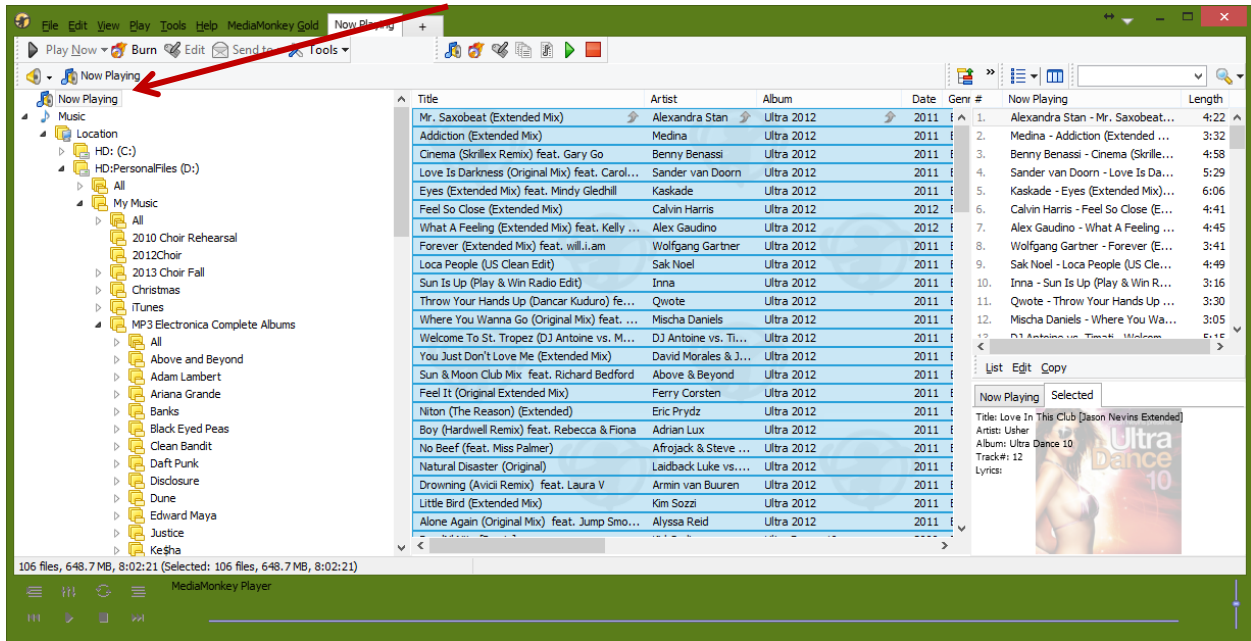 File Edit View Play Tools Help MediaMonkey Gold Now Playing +
Play Now Burn Edit Send to Tools
Now Playing
Now Playing
Music
Location
HD: (C:)
HD:PersonalFiles (D:)
All
My Music
All
2010 Choir Rehearsal
2012Choir
2013 Choir Fall
Christmas
iTunes
MP3 Electronica Complete Albums
All
Above and Beyond
Adam Lambert
Ariana Grande
Banks
Black Eyed Peas
Clean Bandit
Daft Punk
Disclosure
Dune
Edward Maya
Justice
Ke$ha
Title Artist Album Date Genr
Mr. Saxobeat (Extended Mix) Alexandra Stan Ultra 2012 2011 E
Addiction (Extended Mix) Medina Ultra 2012 2011 E
Cinema (Skrillex Remix) feat. Gary Go Benny Benassi Ultra 2012 2011 E
Love Is Darkness (Original Mix) feat. Carol... Sander van Doorn Ultra 2012 2011 E
Eyes (Extended Mix) feat. Mindy Gledhill Kaskade Ultra 2012 2011 E
Feel So Close (Extended Mix) Calvin Harris Ultra 2012 2012 E
What A Feeling (Extended Mix) feat. Kelly ... Alex Gaudino Ultra 2012 2012 E
Forever (Extended Mix) feat. will.i.am Wolfgang Gartner Ultra 2012 2011 E
Loca People (US Clean Edit) Sak Noel Ultra 2012 2011 E
Sun Is Up (Play & Win Radio Edit) Inna Ultra 2012 2011 E
Throw Your Hands Up (Dancar Kuduro) fe... Qwote Ultra 2012 2011 E
Where You Wanna Go (Original Mix) feat. ... Mischa Daniels Ultra 2012 2011 E
Welcome To St. Tropez (DJ Antoine vs. M... DJ Antoine vs. Ti... Ultra 2012 2011 E
You Just Don't Love Me (Extended Mix) David Morales & J... Ultra 2012 2011 E
Sun & Moon Club Mix feat. Richard Bedford Above & Beyond Ultra 2012 2011 E
Feel It (Original Extended Mix) Ferry Corsten Ultra 2012 2011 E
Niton (The Reason) (Extended) Eric Prydz Ultra 2012 2011 E
Boy (Hardwell Remix) feat. Rebecca & Fiona Adrian Lux Ultra 2012 2011 E
No Beef (feat. Miss Palmer) Afrojack & Steve ... Ultra 2012 2011 E
Natural Disaster (Original) Laidback Luke vs.... Ultra 2012 2011 E
Drowning (Avicii Remix) feat. Laura V Armin van Buuren Ultra 2012 2011 E
Little Bird (Extended Mix) Kim Sozzi Ultra 2012 2011 E
Alone Again (Original Mix) feat. Jump Smo... Alyssa Reid Ultra 2012 2011 E
# Now Playing Length
1. Alexandra Stan - Mr. Saxobeat... 4:22
2. Medina - Addiction (Extended ... 3:32
3. Benny Benassi - Cinema (Skrille... 4:58
4. Sander van Doorn - Love Is Da... 5:29
5. Kaskade - Eyes (Extended Mix)... 6:06
6. Calvin Harris - Feel So Close (E... 4:41
7. Alex Gaudino - What A Feeling ... 4:45
8. Wolfgang Gartner - Forever (E... 3:41
9. Sak Noel - Loca People (US Cle... 4:49
10. Inna - Sun Is Up (Play & Win R... 3:16
11. Qwote - Throw Your Hands Up ... 3:30
12. Mischa Daniels - Where You Wa... 3:05
13. DJ Antoine vs. Timati - Welcom... 5:15
List Edit Copy
Now Playing Selected
Title: Love In This Club [Jason Nevins Extended]
Artist: Usher
Album: Ultra Dance 10
Track#: 12
Lyrics:
Ultra
Dance
10
106 files, 648.7 MB, 8:02:21 (Selected: 106 files, 648.7 MB, 8:02:21)
MediaMonkey Player